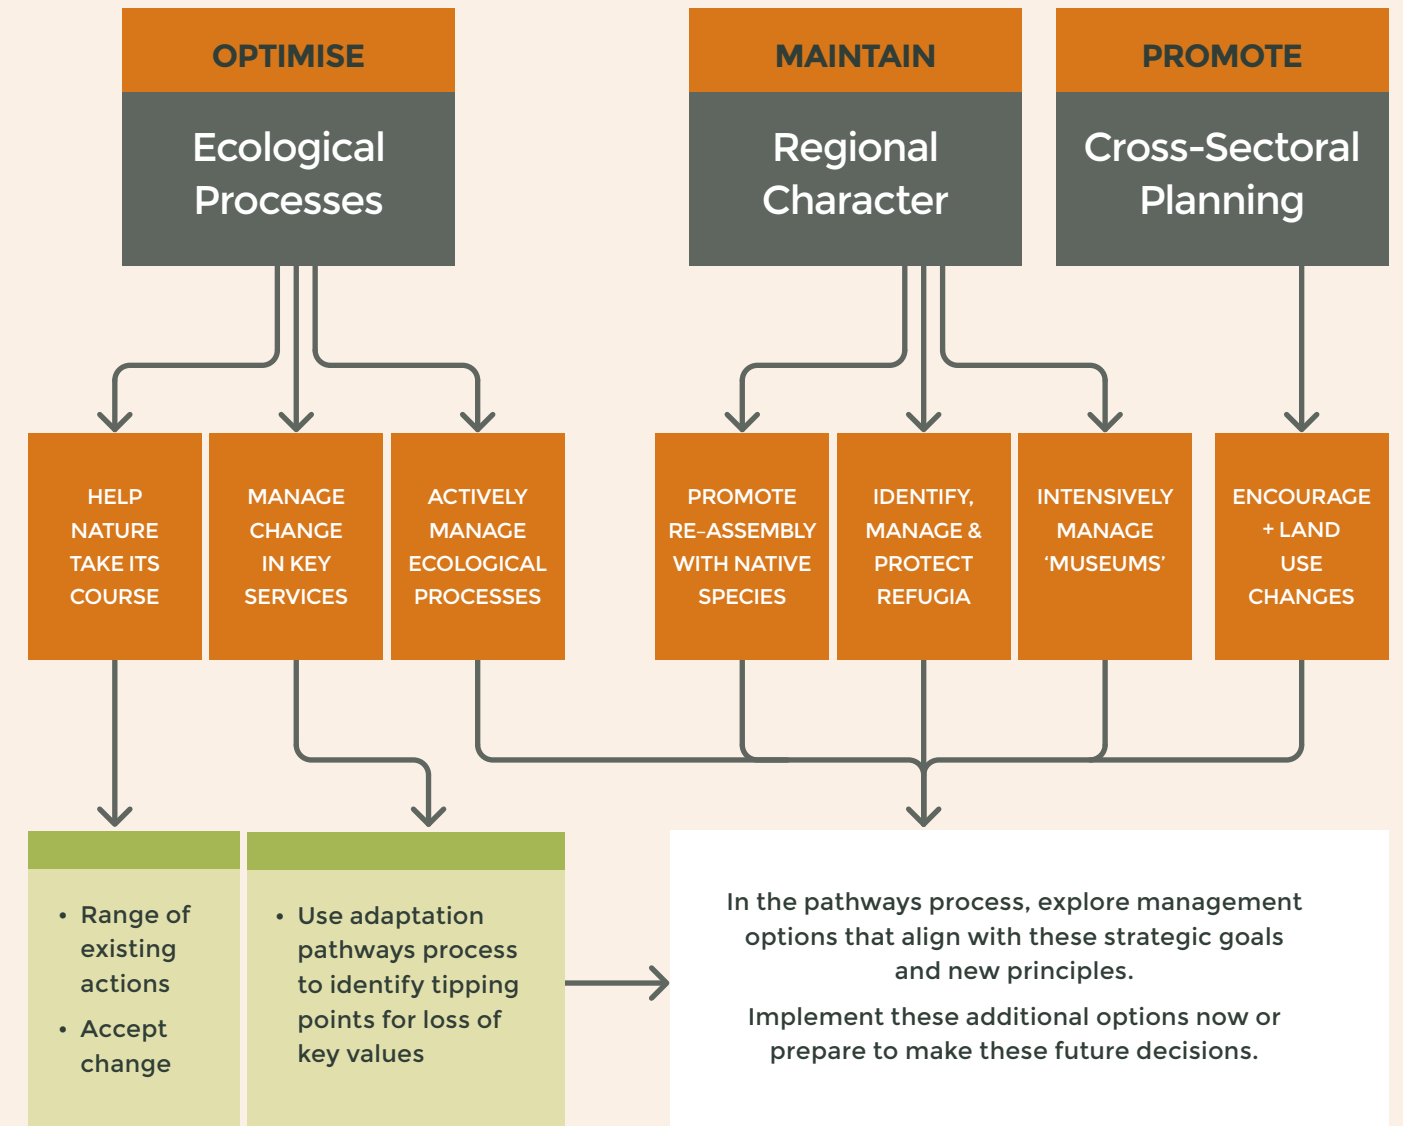 OPTIMISE
Ecological
Processes
MAINTAIN
Regional
Character
PROMOTE
Cross-Sectoral
Planning
HELP
NATURE
TAKE ITS
COURSE
MANAGE
CHANGE
IN KEY
SERVICES
ACTIVELY
MANAGE
ECOLOGICAL
PROCESSES
PROMOTE
RE-ASSEMBLY
WITH NATIVE
SPECIES
IDENTIFY,
MANAGE &
PROTECT
REFUGIA
INTENSIVELY
MANAGE
‘MUSEUMS’
ENCOURAGE
+ LAND
USE
CHANGES
• Range of
existing
actions
• Accept
change
• Use adaptation
pathways process
to identify tipping
points for loss of
key values
In the pathways process, explore management
options that align with these strategic goals
and new principles.
Implement these additional options now or
prepare to make these future decisions.